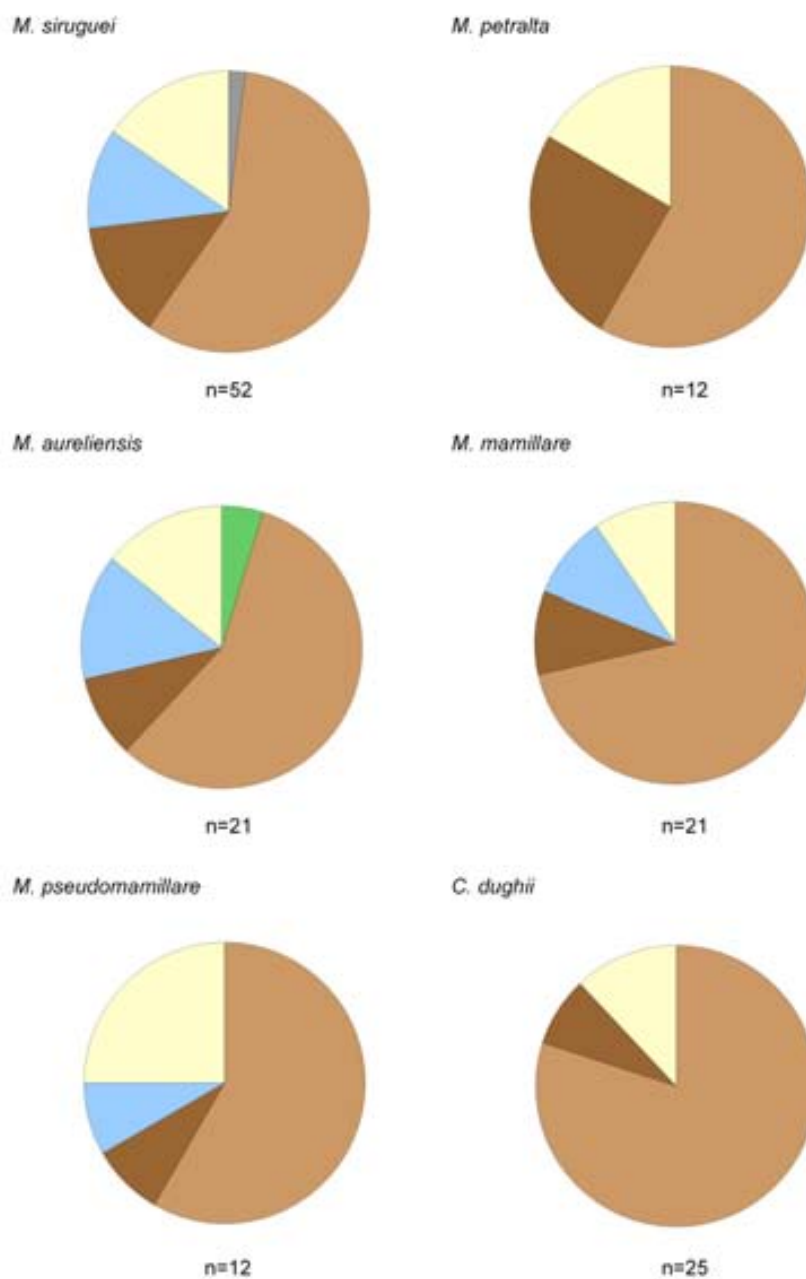 M. siruguei
M. petralta
n=52
n=12
M. aureliensis
M. mamillare
n=21
n=21
M. pseudomamillare
C. dughii
n=12
n=25